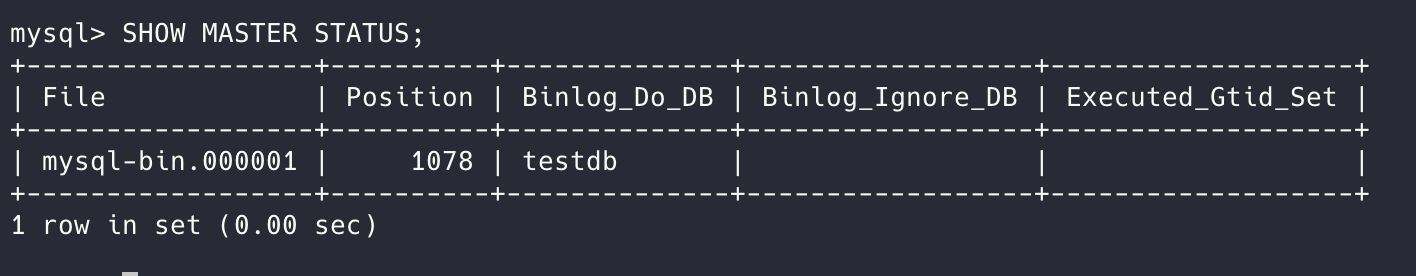 mysql> SHOW MASTER STATUS;
+------------------+----------+--------------+------------------+-------------------+
| File             | Position | Binlog_Do_DB | Binlog_Ignore_DB | Executed_Gtid_Set |
+------------------+----------+--------------+------------------+-------------------+
| mysql-bin.000001 |     1078 | testdb       |                  |                   |
+------------------+----------+--------------+------------------+-------------------+
1 row in set (0.00 sec)